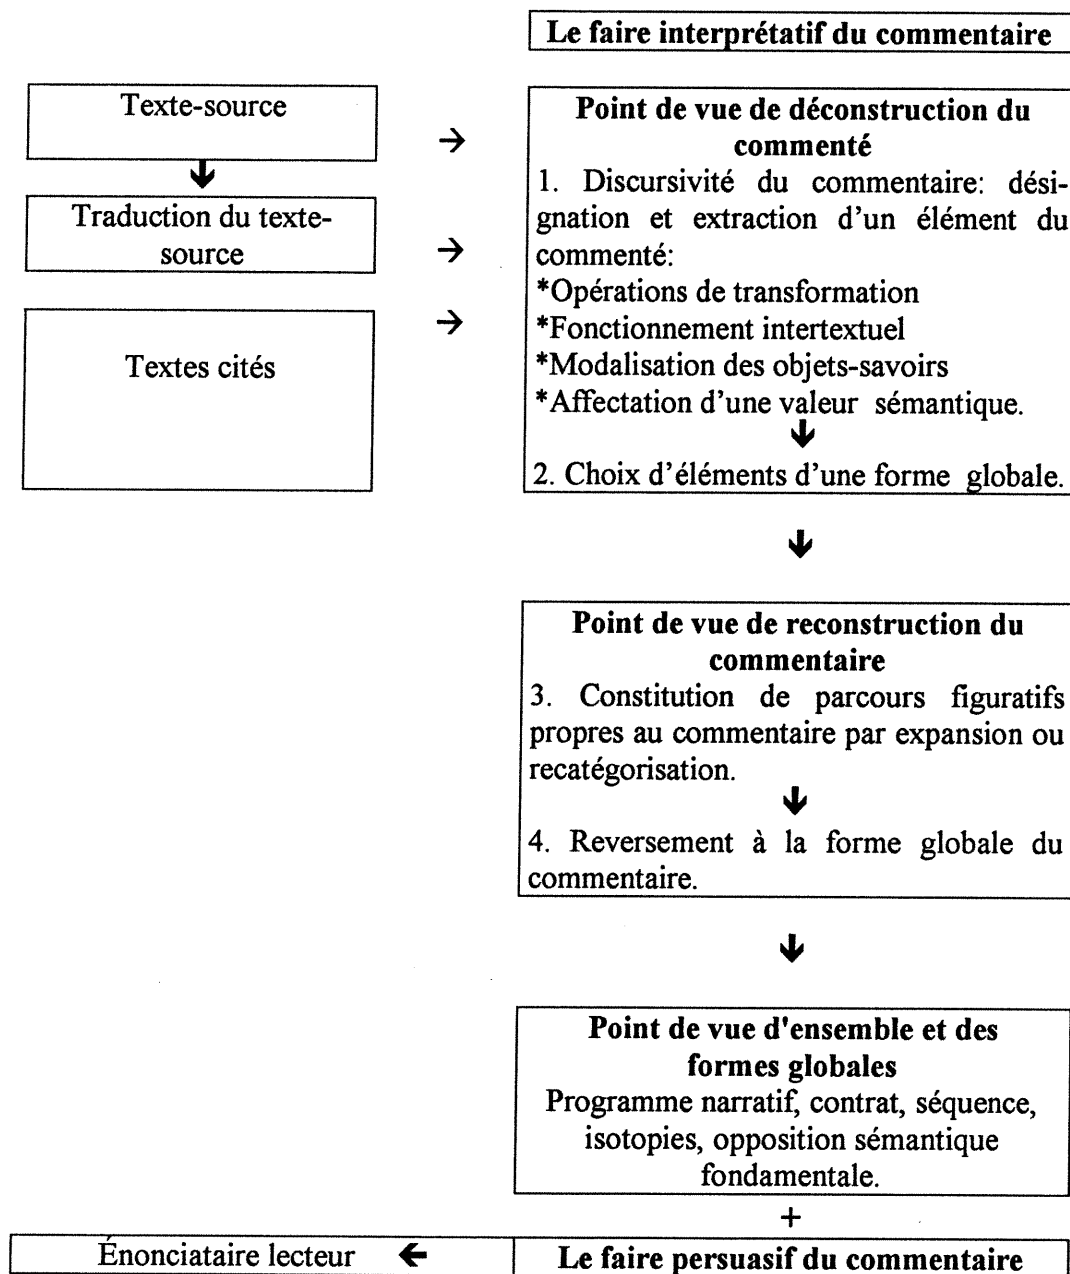 Le faire interprétatif du commentaire
Texte-source
→
↓
Traduction du texte-
source
→
Textes cités
→
Point de vue de déconstruction du
commenté
1. Discursivité du commentaire: dési-
gnation et extraction d'un élément du
commenté:
*Opérations de transformation
*Fonctionnement intertextuel
*Modalisation des objets-savoirs
*Affectation d'une valeur sémantique.
↓
2. Choix d'éléments d'une forme globale.
↓
Point de vue de reconstruction du
commentaire
3. Constitution de parcours figuratifs
propres au commentaire par expansion ou
recatégorisation.
↓
4. Reversement à la forme globale du
commentaire.
↓
Point de vue d'ensemble et des
formes globales
Programme narratif, contrat, séquence,
isotopies, opposition sémantique
fondamentale.
+
Énonciataire lecteur ←
Le faire persuasif du commentaire